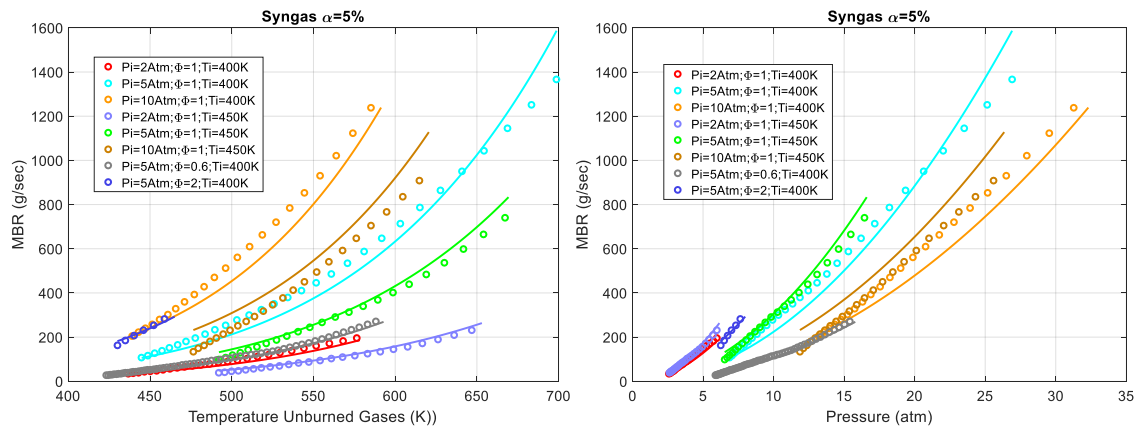 Syngas α=5%
1600
1400
1200
1000
800
600
400
200
0
MBR (g/sec)
Pi=2Atm;Φ=1;Ti=400K
Pi=5Atm;Φ=1;Ti=400K
Pi=10Atm;Φ=1;Ti=400K
Pi=2Atm;Φ=1;Ti=450K
Pi=5Atm;Φ=1;Ti=450K
Pi=10Atm;Φ=1;Ti=450K
Pi=5Atm;Φ=0.6;Ti=400K
Pi=5Atm;Φ=2;Ti=400K
400 450 500 550 600 650 700
Temperature Unburned Gases (K))
Syngas α=5%
1600
1400
1200
1000
800
600
400
200
0
MBR (g/sec)
Pi=2Atm;Φ=1;Ti=400K
Pi=5Atm;Φ=1;Ti=400K
Pi=10Atm;Φ=1;Ti=400K
Pi=2Atm;Φ=1;Ti=450K
Pi=5Atm;Φ=1;Ti=450K
Pi=10Atm;Φ=1;Ti=450K
Pi=5Atm;Φ=0.6;Ti=400K
Pi=5Atm;Φ=2;Ti=400K
0 5 10 15 20 25 30 35
Pressure (atm)